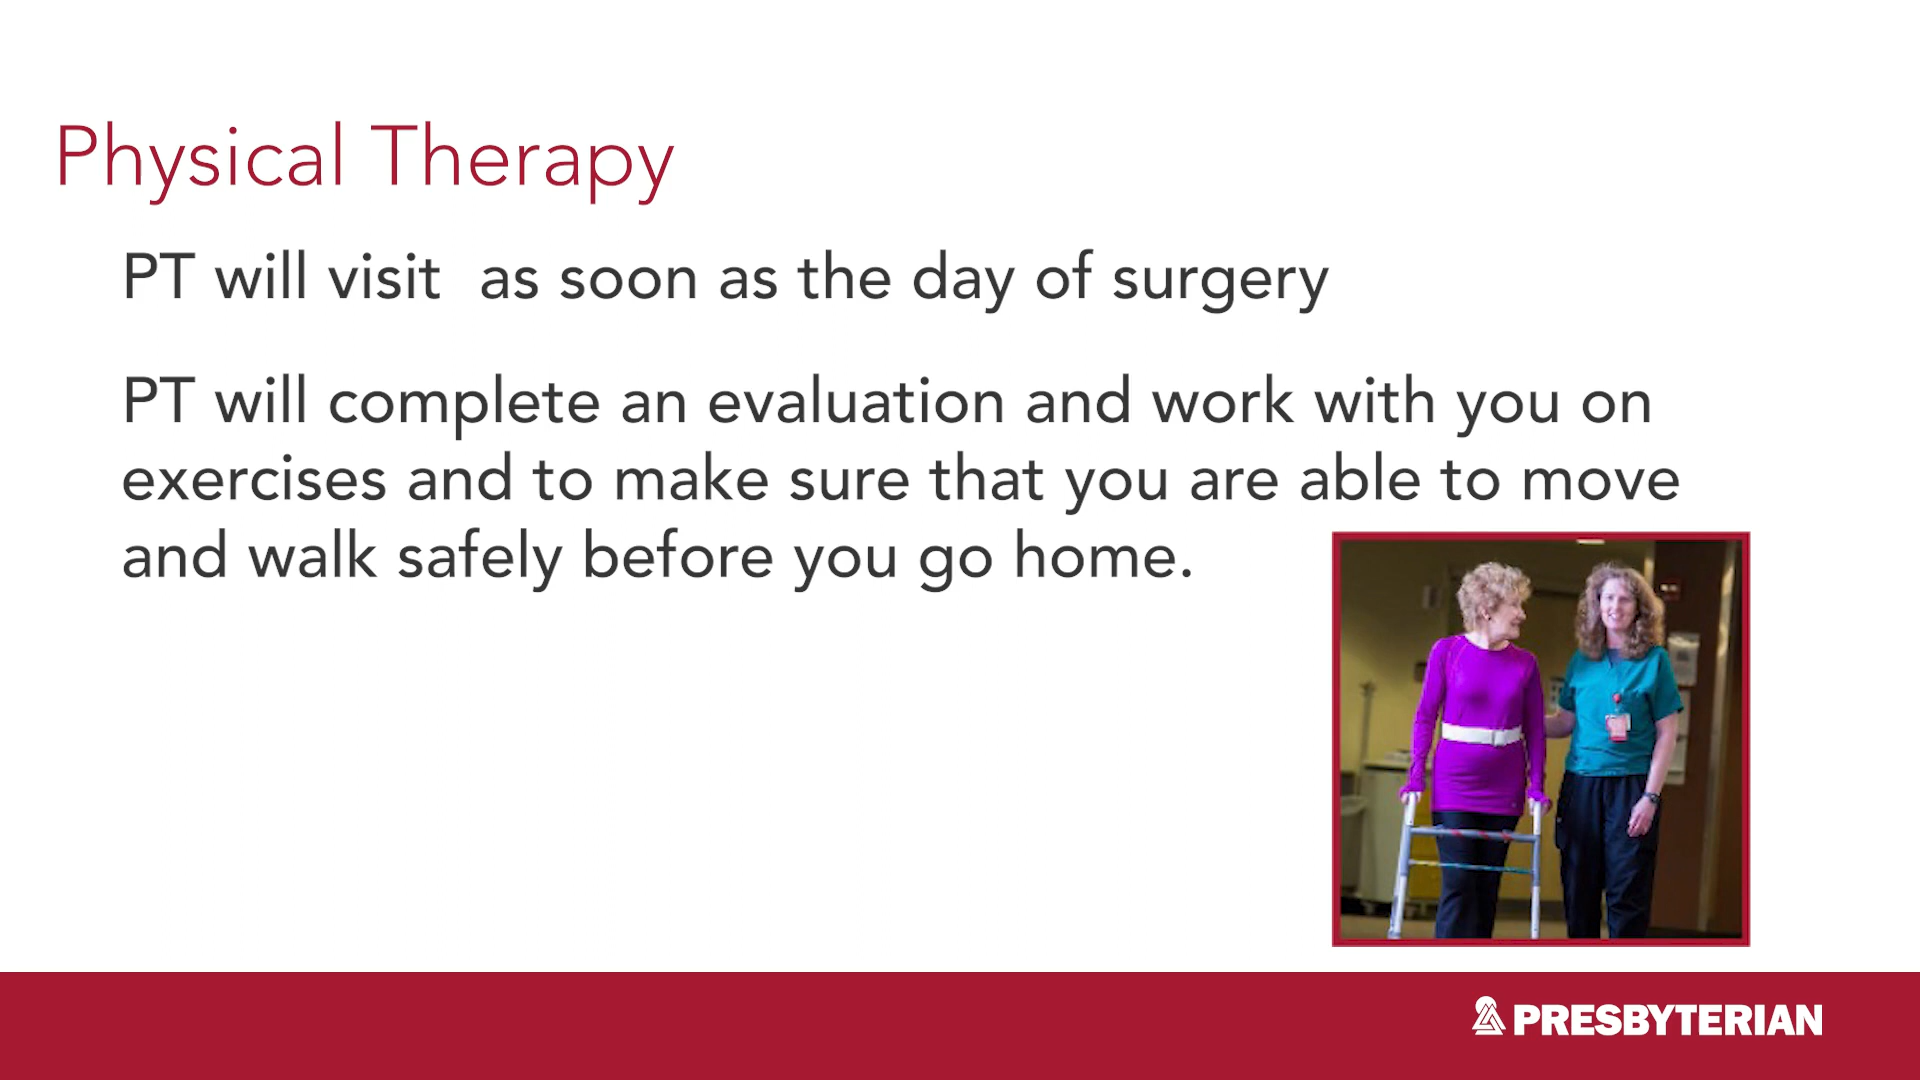 Physical Therapy
PT will visit  as soon as the day of surgery
PT will complete an evaluation and work with you on
exercises and to make sure that you are able to move
and walk safely before you go home.
PRESBYTERIAN